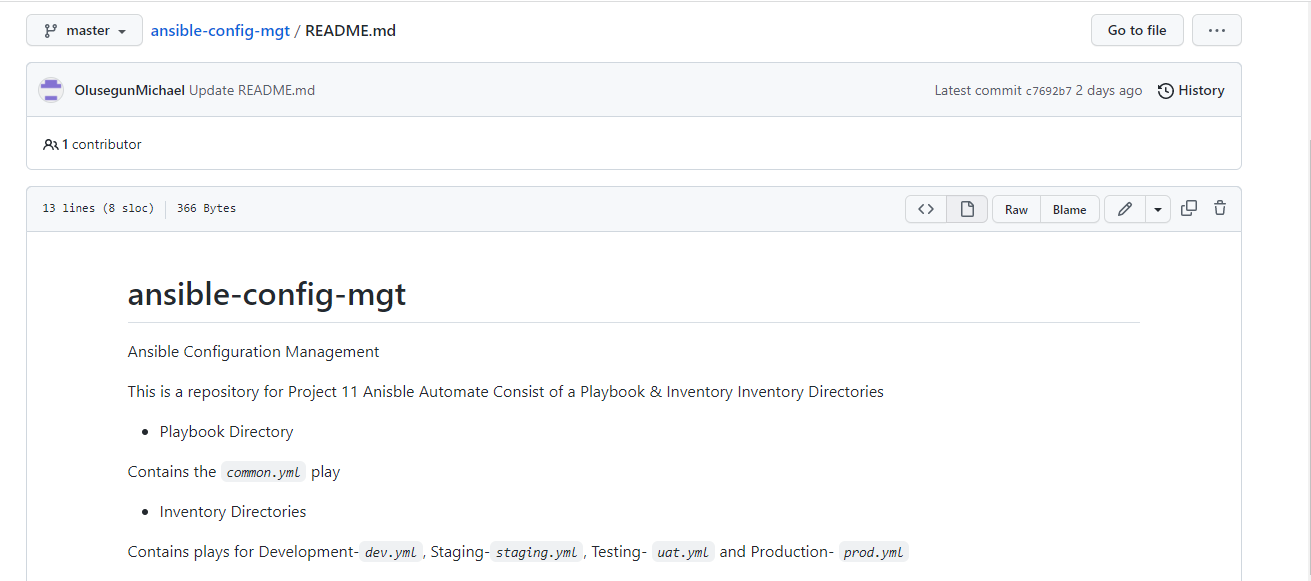 master ansible-config-mgt / README.md Go to file ...
OlusegunMichael Update README.md Latest commit c7692b7 2 days ago History
1 contributor
13 lines (8 sloc) 366 Bytes <> Raw Blame
ansible-config-mgt
Ansible Configuration Management
This is a repository for Project 11 Anisble Automate Consist of a Playbook & Inventory Inventory Directories
• Playbook Directory
Contains the common.yml play
• Inventory Directories
Contains plays for Development- dev.yml, Staging- staging.yml, Testing- uat.yml and Production- prod.yml